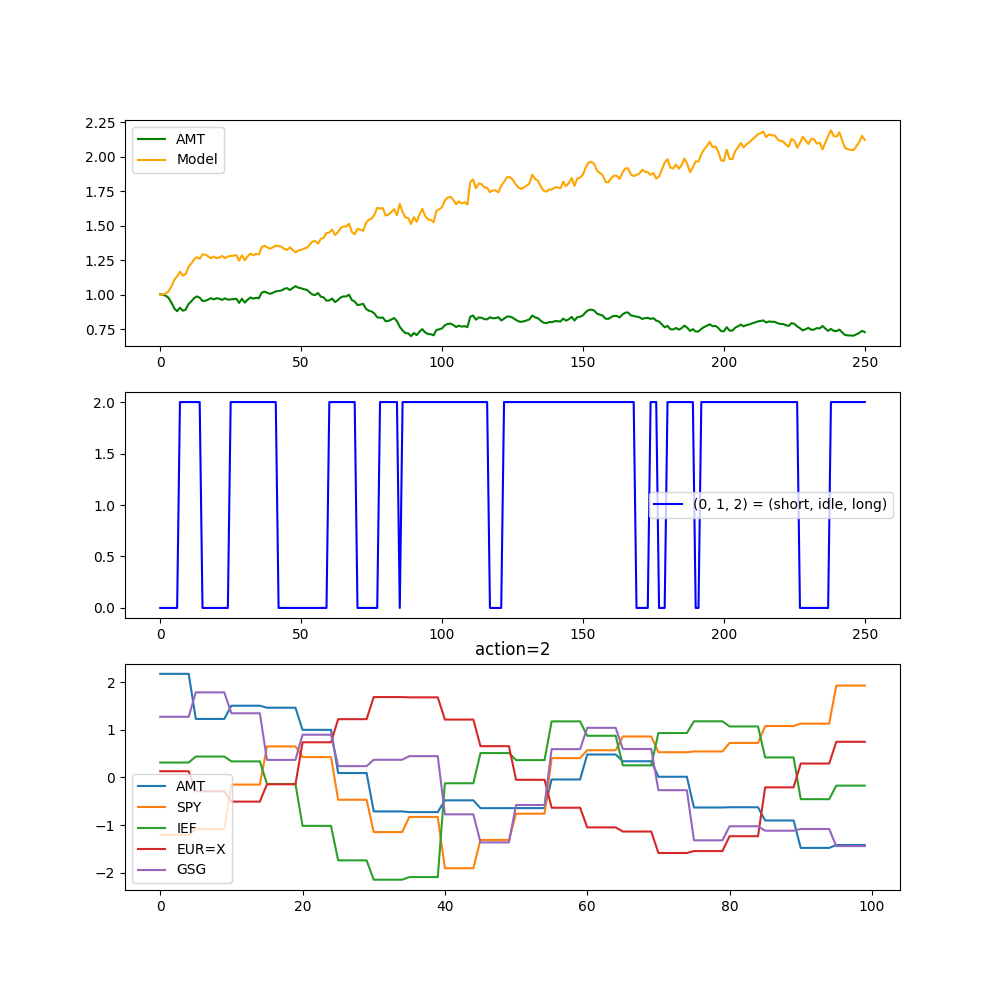 2.25
2.00
1.75
1.50
1.25
1.00
0.75
AMT
Model
0 50 100 150 200 250
2.0
1.5
1.0
0.5
0.0
(0, 1, 2) = (short, idle, long)
0 50 100 150 200 250
action=2
2
1
0
−1
−2
AMT
SPY
IEF
EUR=X
GSG
0 20 40 60 80 100